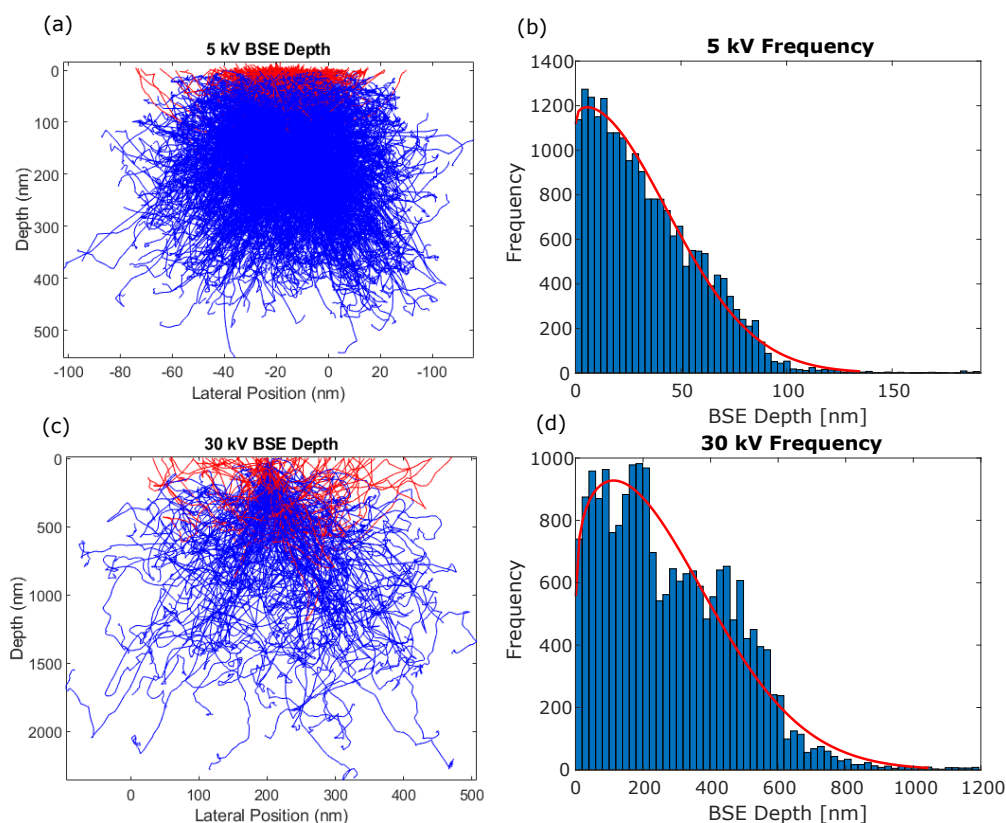 (a)
5 kV BSE Depth
0
100
200
300
400
500
Depth (nm)
-100 -80 -60 -40 -20 0 20 -100
Lateral Position (nm)
(b)
5 kV Frequency
1400
1200
1000
800
600
400
200
0
Frequency
0 50 100 150
BSE Depth [nm]
(c)
30 kV BSE Depth
0
500
1000
1500
2000
Depth (nm)
0 100 200 300 400 500
Lateral Position (nm)
(d)
30 kV Frequency
1000
800
600
400
200
0
Frequency
0 200 400 600 800 1000 1200
BSE Depth [nm]